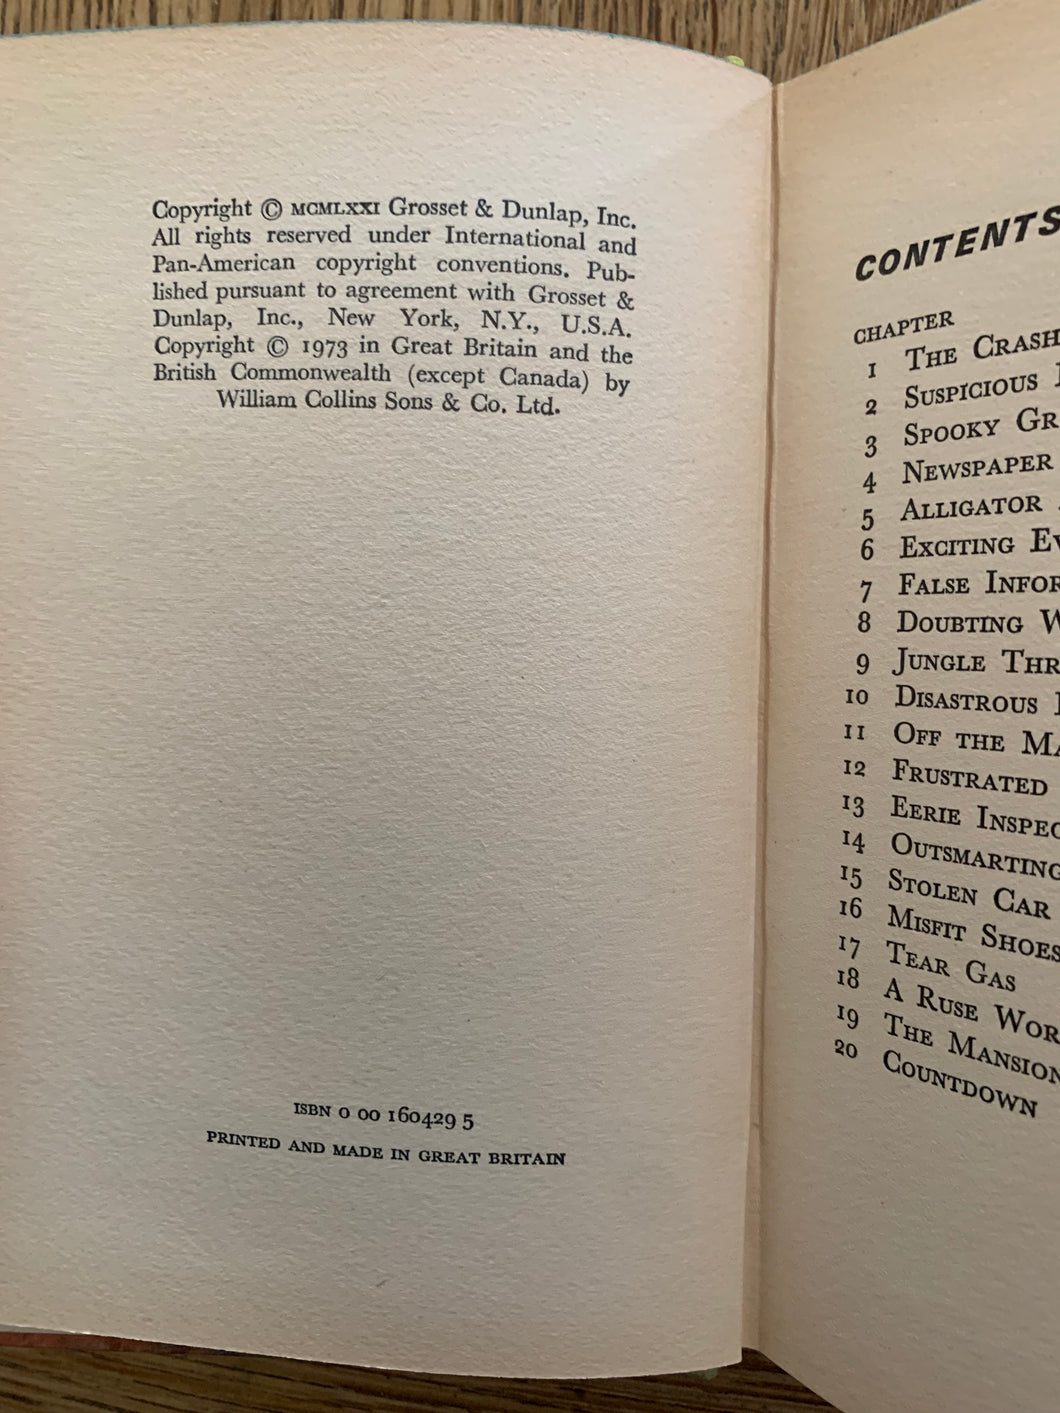 Copyright © MCMLXXI Grosset & Dunlap, Inc.
All rights reserved under International and
Pan-American copyright conventions. Pub-
lished pursuant to agreement with Grosset &
Dunlap, Inc., New York, N.Y., U.S.A.
Copyright © 1973 in Great Britain and the
British Commonwealth (except Canada) by
William Collins Sons & Co. Ltd.
ISBN 0 00 160429 5
PRINTED AND MADE IN GREAT BRITAIN
CONTENTS
CHAPTER
1 THE CRASH
2 SUSPICIOUS
3 SPOOKY
4 NEWSPAPER
5 ALLIGATOR
6 EXCITING
7 FALSE
8 DOUBTING
9 JUNGLE
10 DISASTROUS
11 OFF THE
12 FRUSTRATED
13 EERIE
14 OUTSMARTING
15 STOLEN CAR
16 MISFIT SHOES
17 TEAR GAS
18 A RUSE
19 THE MANSION
20 COUNTDOWN